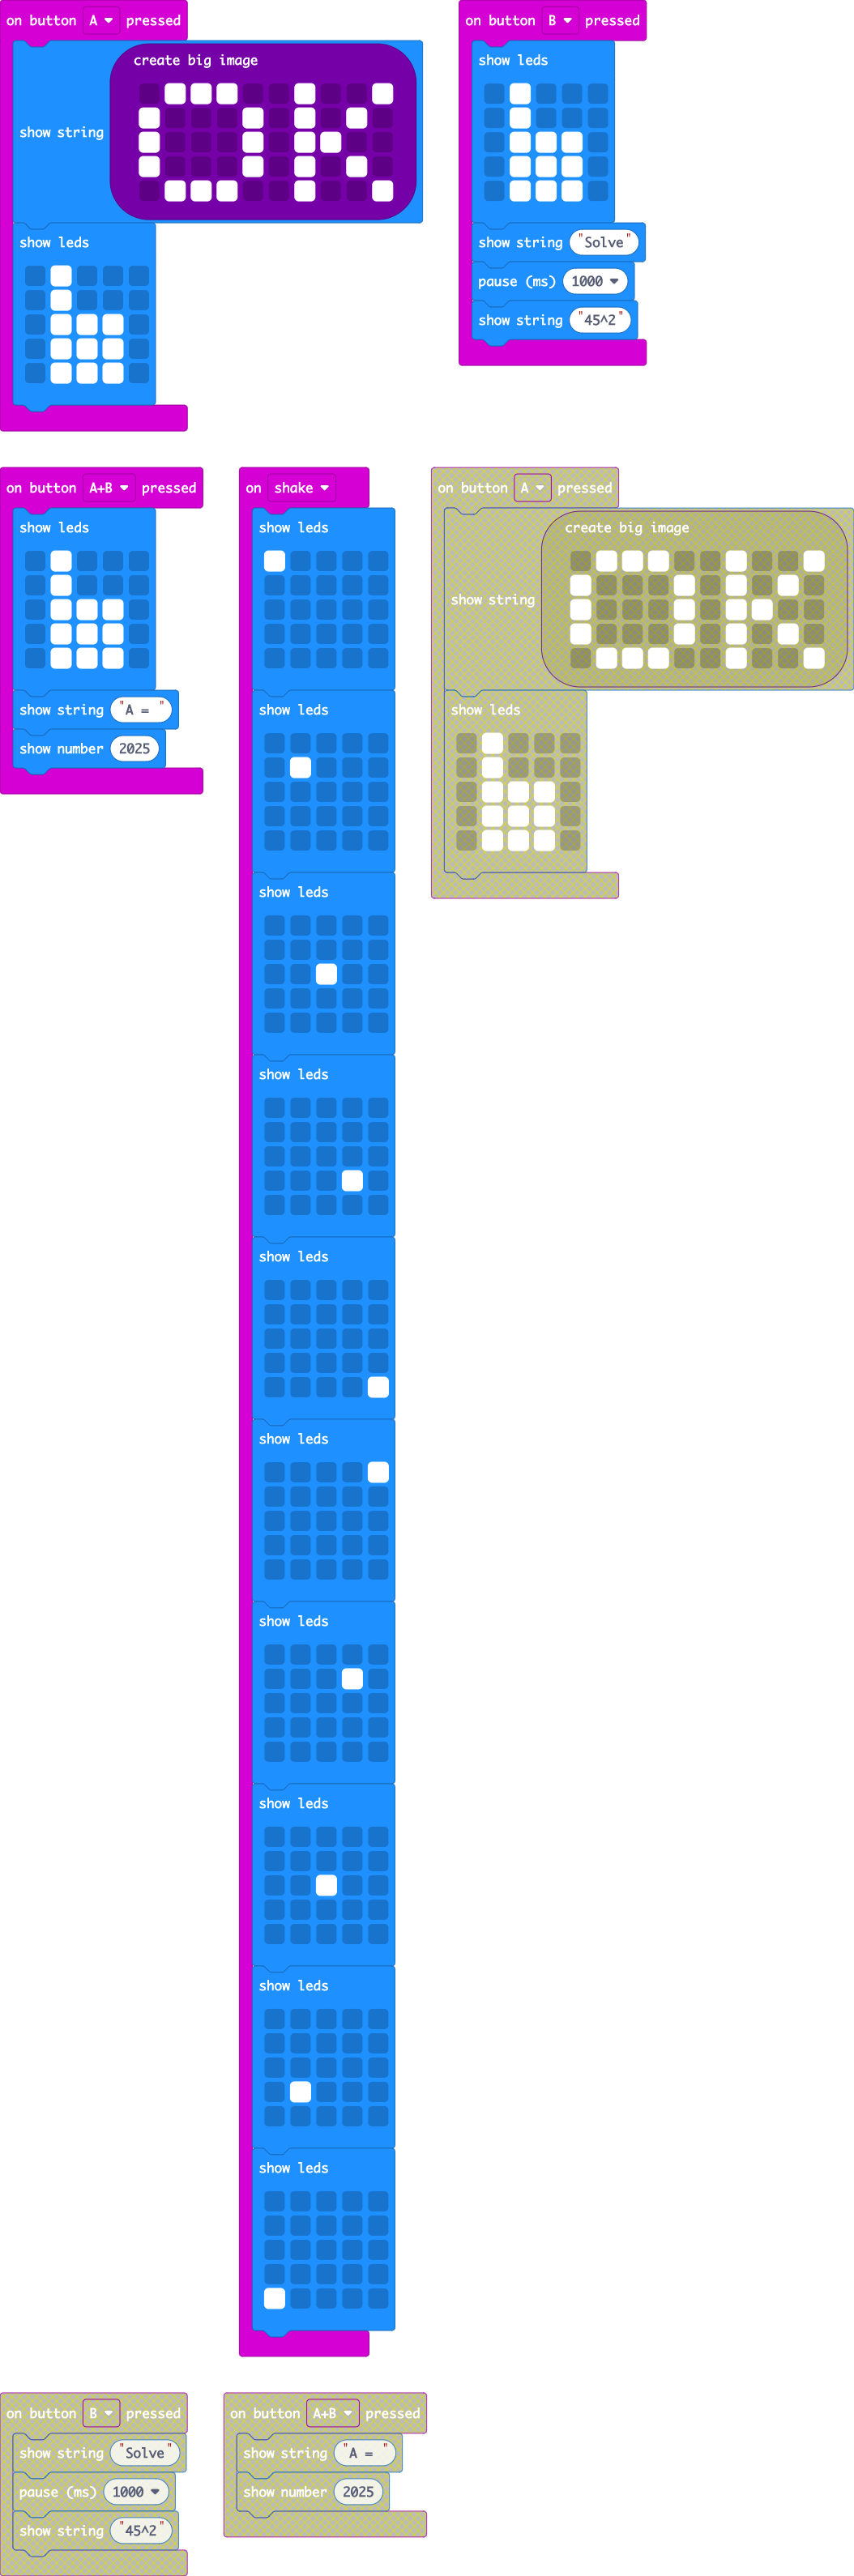 on button A pressed
show string create big image
show leds
on button B pressed
show leds
show string "Solve"
pause (ms) 1000
show string "45^2"
on button A+B pressed
show leds
show string "A = "
show number 2025
on shake
show leds
show leds
show leds
show leds
show leds
show leds
show leds
show leds
show leds
show leds
on button A pressed
show string create big image
show leds
on button B pressed
show string "Solve"
pause (ms) 1000
show string "45^2"
on button A+B pressed
show string "A = "
show number 2025